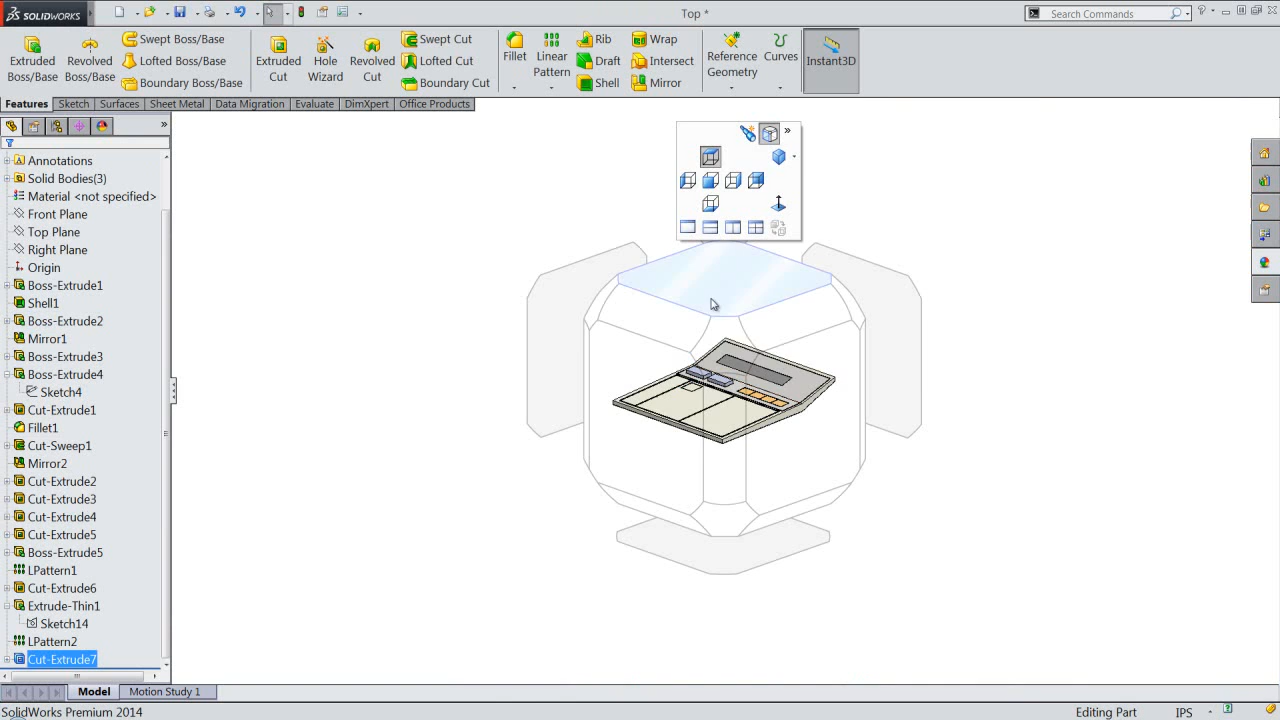 SOLIDWORKS
Top *
Search Commands
Extruded Boss/Base
Revolved Boss/Base
Swept Boss/Base
Lofted Boss/Base
Boundary Boss/Base
Extruded Cut
Hole Wizard
Revolved Cut
Swept Cut
Lofted Cut
Boundary Cut
Fillet
Linear Pattern
Rib
Draft
Shell
Wrap
Intersect
Mirror
Reference Geometry
Curves
Instant3D
Features
Sketch
Surfaces
Sheet Metal
Data Migration
Evaluate
DimXpert
Office Products
Annotations
Solid Bodies(3)
Material <not specified>
Front Plane
Top Plane
Right Plane
Origin
Boss-Extrude1
Shell1
Boss-Extrude2
Mirror1
Boss-Extrude3
Boss-Extrude4
Sketch4
Cut-Extrude1
Fillet1
Cut-Sweep1
Mirror2
Cut-Extrude2
Cut-Extrude3
Cut-Extrude4
Cut-Extrude5
Boss-Extrude5
LPattern1
Cut-Extrude6
Extrude-Thin1
Sketch14
LPattern2
Cut-Extrude7
Model
Motion Study 1
SolidWorks Premium 2014
Editing Part
IPS